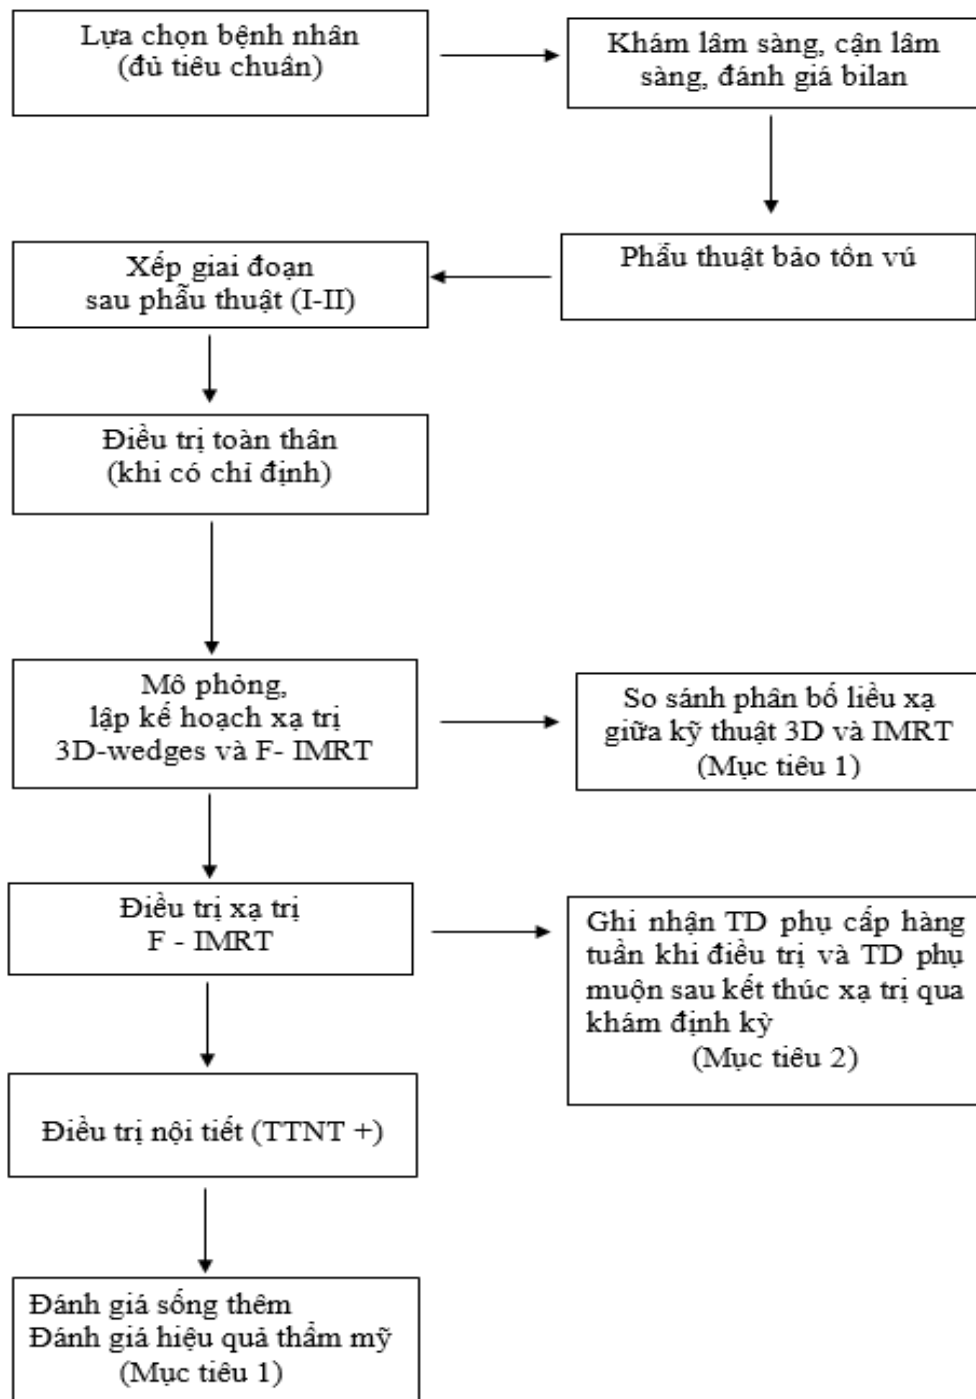 Lựa chọn bệnh nhân
(đủ tiêu chuẩn)
Khám lâm sàng, cận lâm
sàng, đánh giá bilan
Phẫu thuật bảo tồn vú
Xếp giai đoạn
sau phẫu thuật (I-II)
Điều trị toàn thân
(khi có chỉ định)
Mô phỏng,
lập kế hoạch xạ trị
3D-wedges và F- IMRT
So sánh phân bố liều xạ
giữa kỹ thuật 3D và IMRT
(Mục tiêu 1)
Điều trị xạ trị
F - IMRT
Ghi nhận TD phụ cấp hàng
tuần khi điều trị và TD phụ
muộn sau kết thúc xạ trị qua
khám định kỳ
(Mục tiêu 2)
Điều trị nội tiết (TTNT +)
Đánh giá sống thêm
Đánh giá hiệu quả thẩm mỹ
(Mục tiêu 1)